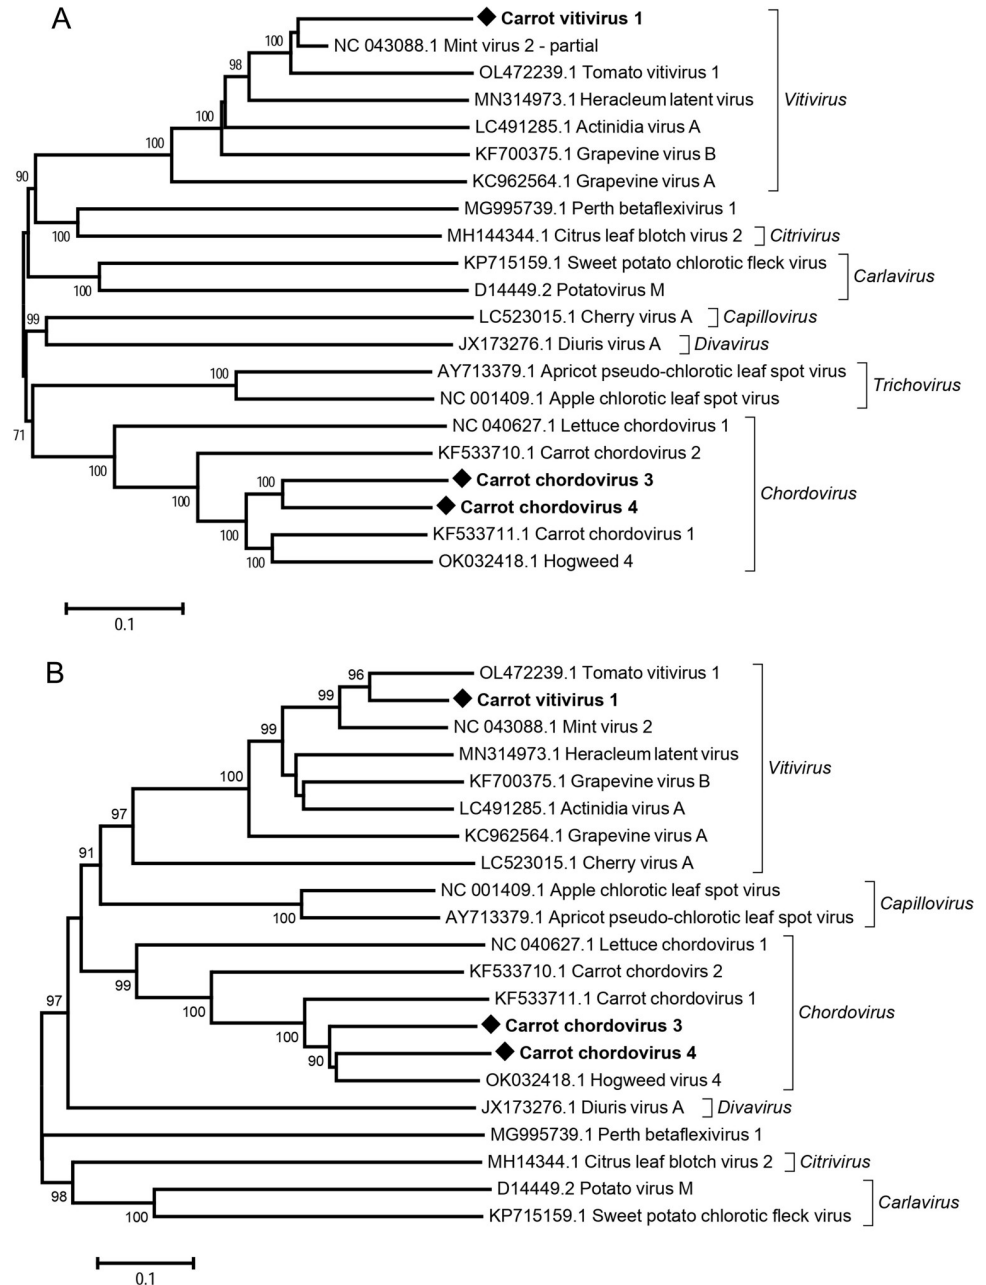 A
Carrot vitivirus 1
100
NC 043088.1 Mint virus 2 - partial
98
OL472239.1 Tomato vitivirus 1
MN314973.1 Heracleum latent virus
Vitivirus
100
LC491285.1 Actinidia virus A
100
KF700375.1 Grapevine virus B
90
KC962564.1 Grapevine virus A
MG995739.1 Perth betaflexivirus 1
100
MH144344.1 Citrus leaf blotch virus 2
Citrivirus
KP715159.1 Sweet potato chlorotic fleck virus
Carlavirus
100
D14449.2 Potatovirus M
99
LC523015.1 Cherry virus A
Capillovirus
JX173276.1 Diuris virus A
Divavirus
100
AY713379.1 Apricot pseudo-chlorotic leaf spot virus
Trichovirus
NC 001409.1 Apple chlorotic leaf spot virus
71
NC 040627.1 Lettuce chordovirus 1
100
KF533710.1 Carrot chordovirus 2
100
Carrot chordovirus 3
Chordovirus
100
Carrot chordovirus 4
100
KF533711.1 Carrot chordovirus 1
100
OK032418.1 Hogweed 4
0.1
B
96
OL472239.1 Tomato vitivirus 1
99
Carrot vitivirus 1
99
NC 043088.1 Mint virus 2
MN314973.1 Heracleum latent virus
Vitivirus
100
KF700375.1 Grapevine virus B
LC491285.1 Actinidia virus A
97
KC962564.1 Grapevine virus A
91
LC523015.1 Cherry virus A
NC 001409.1 Apple chlorotic leaf spot virus
Capillovirus
100
AY713379.1 Apricot pseudo-chlorotic leaf spot virus
NC 040627.1 Lettuce chordovirus 1
99
KF533710.1 Carrot chordovirs 2
97
100
KF533711.1 Carrot chordovirus 1
Chordovirus
100
Carrot chordovirus 3
90
Carrot chordovirus 4
OK032418.1 Hogweed virus 4
JX173276.1 Diuris virus A
Divavirus
MG995739.1 Perth betaflexivirus 1
MH14344.1 Citrus leaf blotch virus 2
Citrivirus
98
D14449.2 Potato virus M
Carlavirus
100
KP715159.1 Sweet potato chlorotic fleck virus
0.1